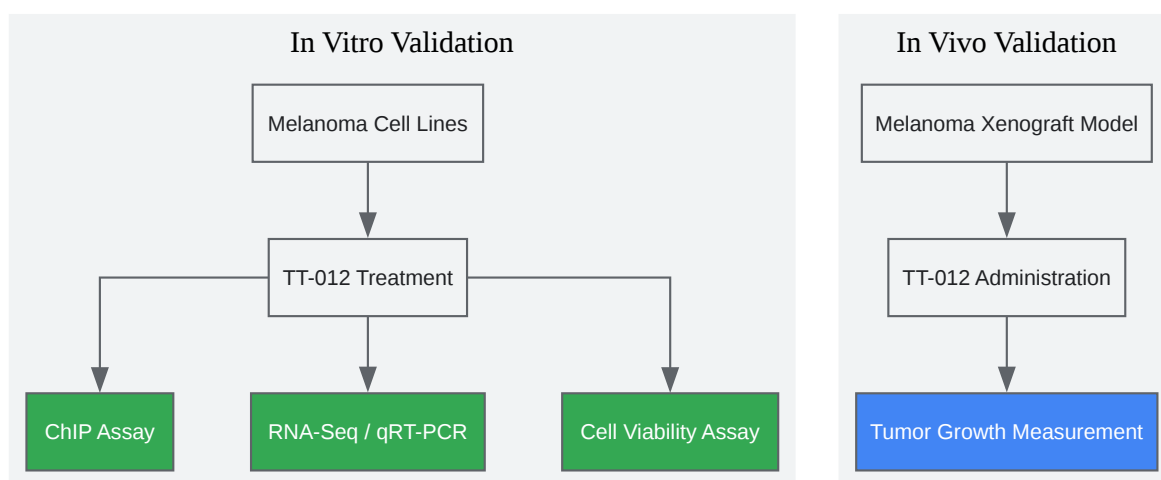 In Vitro Validation
Melanoma Cell Lines
TT-012 Treatment
ChIP Assay
RNA-Seq / qRT-PCR
Cell Viability Assay
In Vivo Validation
Melanoma Xenograft Model
TT-012 Administration
Tumor Growth Measurement